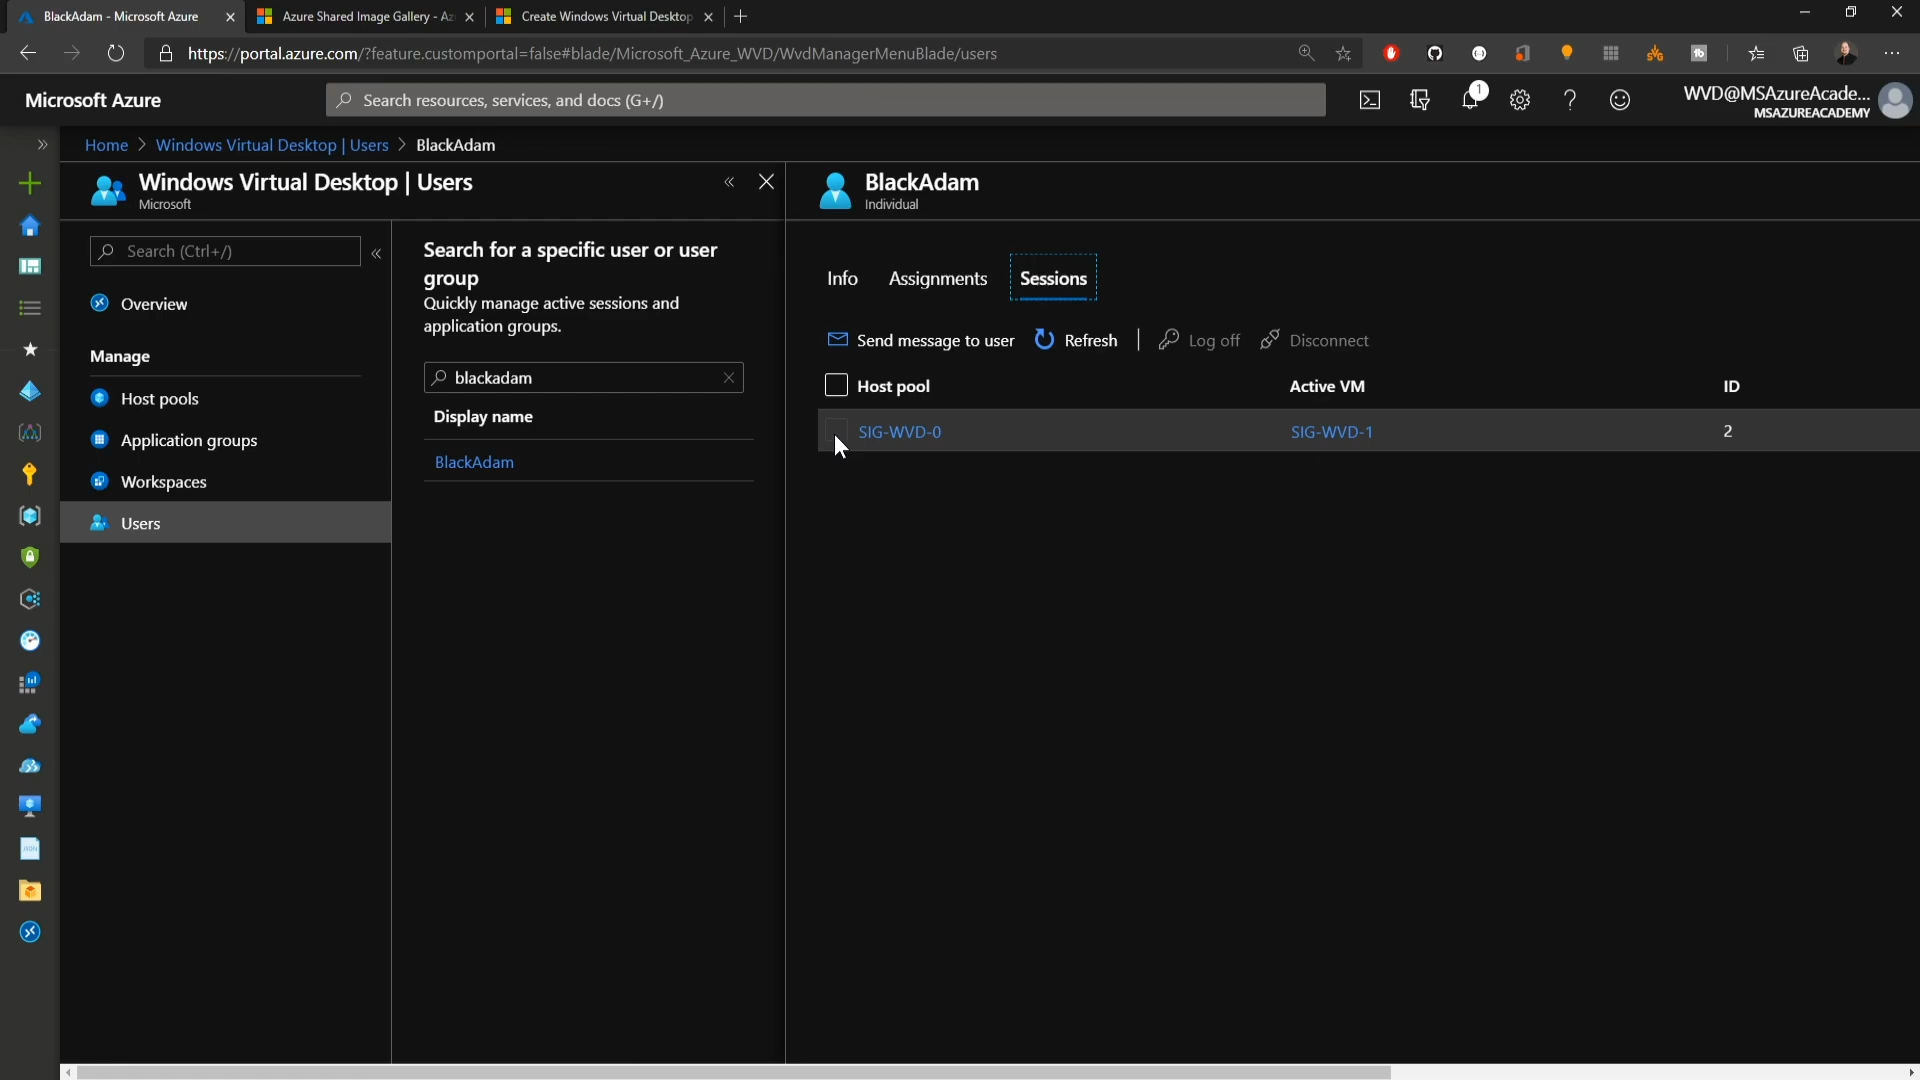 BlackAdam - Microsoft Azure
Azure Shared Image Gallery - Az
Create Windows Virtual Desktop
https://portal.azure.com/?feature.customportal=false#blade/Microsoft_Azure_WVD/WvdManagerMenuBlade/users
Microsoft Azure
Search resources, services, and docs (G+/)
1
WVD@MSAzureAcade...
MSAZUREACADEMY
Home > Windows Virtual Desktop | Users > BlackAdam
Windows Virtual Desktop | Users
Microsoft
Search (Ctrl+/)
Overview
Manage
Host pools
Application groups
Workspaces
Users
Search for a specific user or user
group
Quickly manage active sessions and
application groups.
blackadam
Display name
BlackAdam
BlackAdam
Individual
Info Assignments Sessions
Send message to user Refresh Log off Disconnect
Host pool Active VM ID
SIG-WVD-0 SIG-WVD-1 2